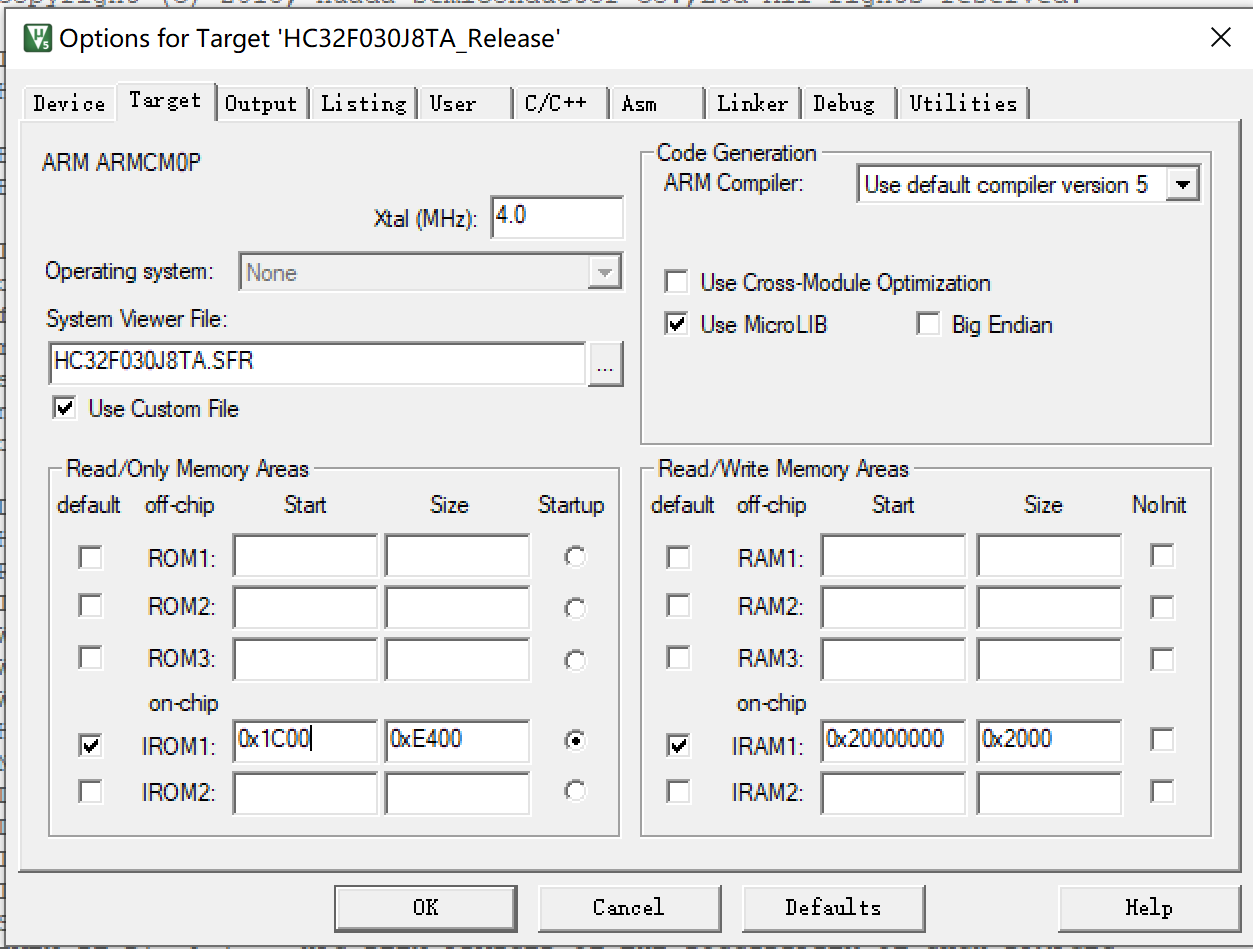 Options for Target 'HC32F030J8TA_Release'
Device Target Output Listing User C/C++ Asm Linker Debug Utilities
ARM ARMCM0P
Xtal (MHz): 4.0
Operating system: None
System Viewer File:
HC32F030J8TA.SFR ...
Use Custom File
Code Generation
ARM Compiler: Use default compiler version 5
Use Cross-Module Optimization
Use MicroLIB Big Endian
Read/Only Memory Areas
default off-chip Start Size Startup
ROM1:
ROM2:
ROM3:
on-chip
IROM1: 0x1C00 0xE400
IROM2:
Read/Write Memory Areas
default off-chip Start Size NoInit
RAM1:
RAM2:
RAM3:
on-chip
IRAM1: 0x20000000 0x2000
IRAM2:
OK Cancel Defaults Help